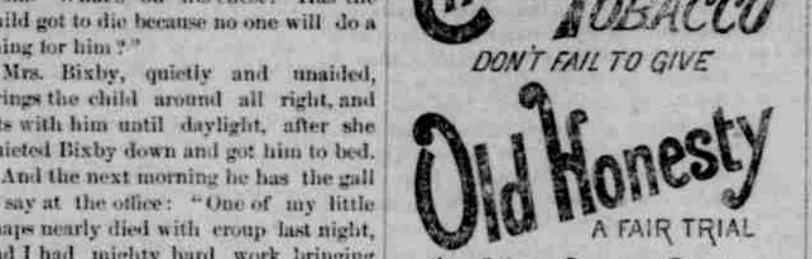 child got to die because no one will do a
thing for him?"
Mrs. Bixby, quietly and unaided,
brings the child around all right, and
sits with him until daylight, after she
quieted Bixby down and got him to bed.
And the next morning he has the gall
say at the office: "One of my little
chaps nearly died with croup last night,
and I had mighty hard work bringing
TOBACCO
DON'T FAIL TO GIVE
Old Honesty
A FAIR TRIAL